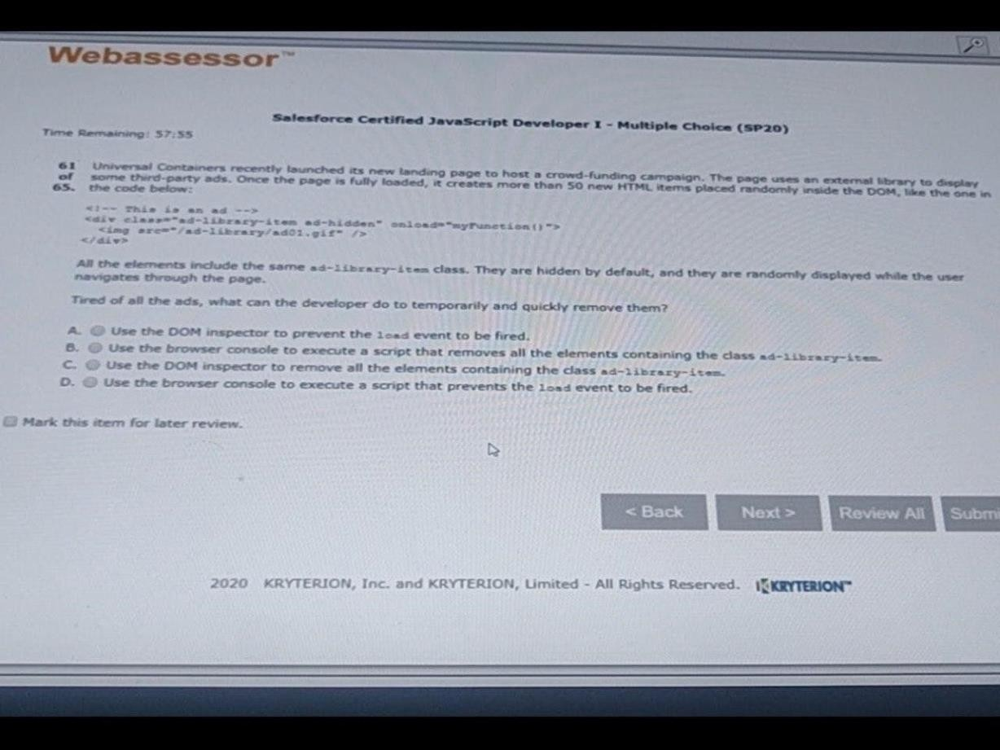 Webassessor™
Salesforce Certified JavaScript Developer I - Multiple Choice (SP20)
Time Remaining: 57:55
61 Universal Containers recently launched its new landing page to host a crowd-funding campaign. The page uses an external library to display
of some third-party ads. Once the page is fully loaded, it creates more than 50 new HTML items placed randomly inside the DOM, like the one in
65. the code below:
<!-- This is an ad -->
<div class="ad-library-item ad-hidden" onload="myFunction()">
<img src="/ad-library/ad01.gif" />
</div>
All the elements include the same ad-library-item class. They are hidden by default, and they are randomly displayed while the user
navigates through the page.
Tired of all the ads, what can the developer do to temporarily and quickly remove them?
A. Use the DOM inspector to prevent the load event to be fired.
B. Use the browser console to execute a script that removes all the elements containing the class ad-library-item.
C. Use the DOM inspector to remove all the elements containing the class ad-library-item.
D. Use the browser console to execute a script that prevents the load event to be fired.
Mark this item for later review.
< Back Next > Review All Submi
2020 KRYTERION, Inc. and KRYTERION, Limited - All Rights Reserved. KRYTERION™